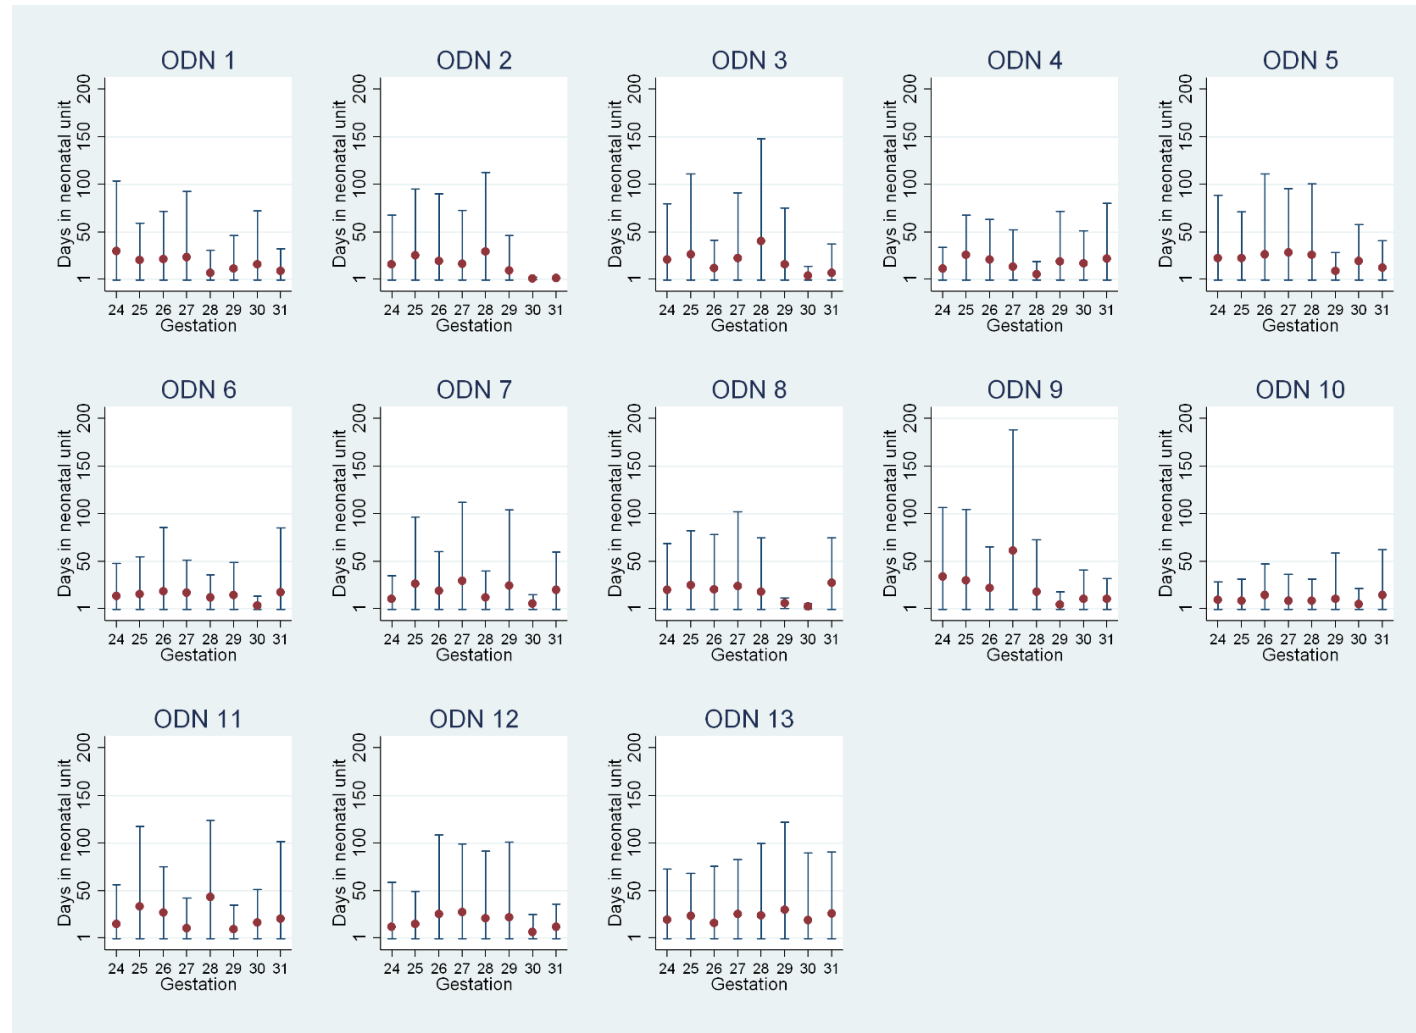 ODN 1
Days in neonatal unit
200
150
100
50
1
24 25 26 27 28 29 30 31
Gestation
ODN 2
Days in neonatal unit
200
150
100
50
1
24 25 26 27 28 29 30 31
Gestation
ODN 3
Days in neonatal unit
200
150
100
50
1
24 25 26 27 28 29 30 31
Gestation
ODN 4
Days in neonatal unit
200
150
100
50
1
24 25 26 27 28 29 30 31
Gestation
ODN 5
Days in neonatal unit
200
150
100
50
1
24 25 26 27 28 29 30 31
Gestation
ODN 6
Days in neonatal unit
200
150
100
50
1
24 25 26 27 28 29 30 31
Gestation
ODN 7
Days in neonatal unit
200
150
100
50
1
24 25 26 27 28 29 30 31
Gestation
ODN 8
Days in neonatal unit
200
150
100
50
1
24 25 26 27 28 29 30 31
Gestation
ODN 9
Days in neonatal unit
200
150
100
50
1
24 25 26 27 28 29 30 31
Gestation
ODN 10
Days in neonatal unit
200
150
100
50
1
24 25 26 27 28 29 30 31
Gestation
ODN 11
Days in neonatal unit
200
150
100
50
1
24 25 26 27 28 29 30 31
Gestation
ODN 12
Days in neonatal unit
200
150
100
50
1
24 25 26 27 28 29 30 31
Gestation
ODN 13
Days in neonatal unit
200
150
100
50
1
24 25 26 27 28 29 30 31
Gestation